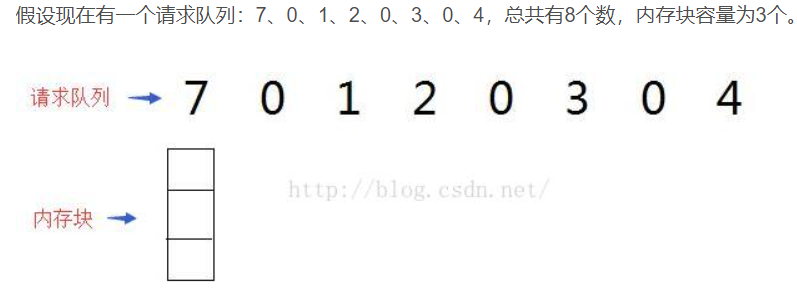 假设现在有一个请求队列：7、0、1、2、0、3、0、4，总共有8个数，内存块容量为3个。
请求队列 7 0 1 2 0 3 0 4
http://blog.csdn.net/
内存块